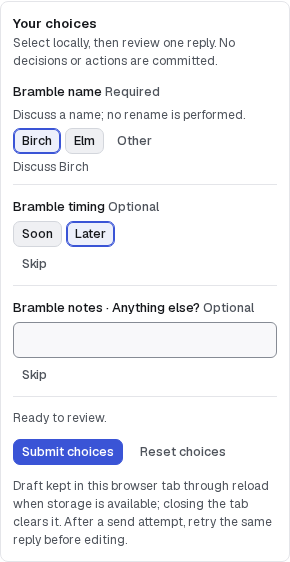 Your choices
Select locally, then review one reply. No
decisions or actions are committed.
Bramble name Required
Discuss a name; no rename is performed.
Birch Elm Other
Discuss Birch
Bramble timing Optional
Soon Later
Skip
Bramble notes · Anything else? Optional
Skip
Ready to review.
Submit choices Reset choices
Draft kept in this browser tab through reload
when storage is available; closing the tab
clears it. After a send attempt, retry the same
reply before editing.